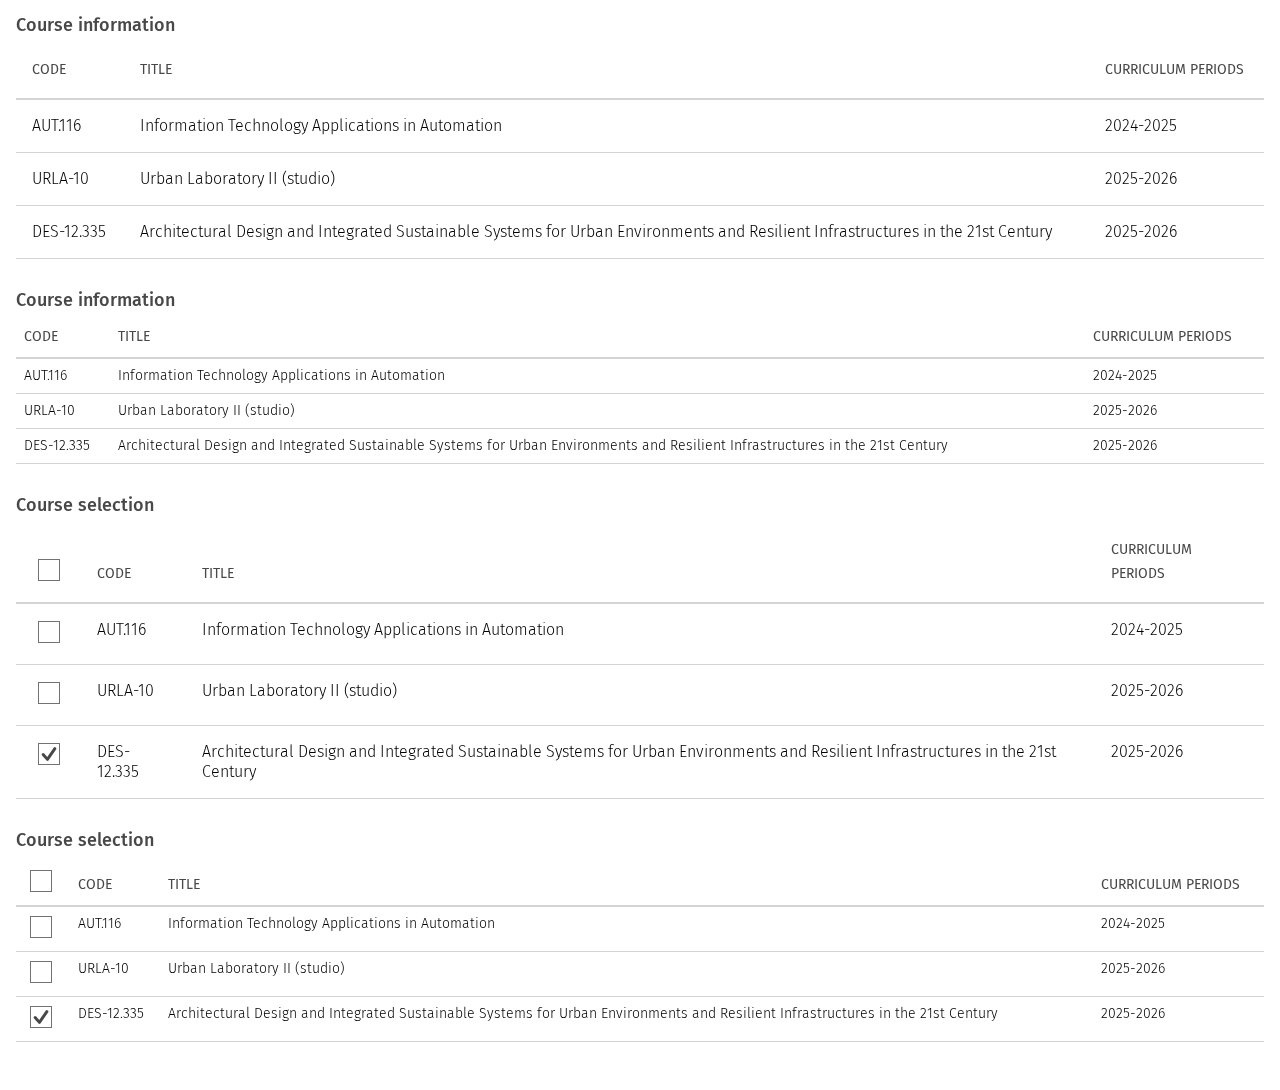 Course information
CODE TITLE CURRICULUM PERIODS
AUT.116 Information Technology Applications in Automation 2024-2025
URLA-10 Urban Laboratory II (studio) 2025-2026
DES-12.335 Architectural Design and Integrated Sustainable Systems for Urban Environments and Resilient Infrastructures in the 21st Century 2025-2026
Course information
CODE TITLE CURRICULUM PERIODS
AUT.116 Information Technology Applications in Automation 2024-2025
URLA-10 Urban Laboratory II (studio) 2025-2026
DES-12.335 Architectural Design and Integrated Sustainable Systems for Urban Environments and Resilient Infrastructures in the 21st Century 2025-2026
Course selection
CURRICULUM
CODE TITLE PERIODS
AUT.116 Information Technology Applications in Automation 2024-2025
URLA-10 Urban Laboratory II (studio) 2025-2026
DES- Architectural Design and Integrated Sustainable Systems for Urban Environments and Resilient Infrastructures in the 21st 2025-2026
12.335 Century
Course selection
CODE TITLE CURRICULUM PERIODS
AUT.116 Information Technology Applications in Automation 2024-2025
URLA-10 Urban Laboratory II (studio) 2025-2026
DES-12.335 Architectural Design and Integrated Sustainable Systems for Urban Environments and Resilient Infrastructures in the 21st Century 2025-2026